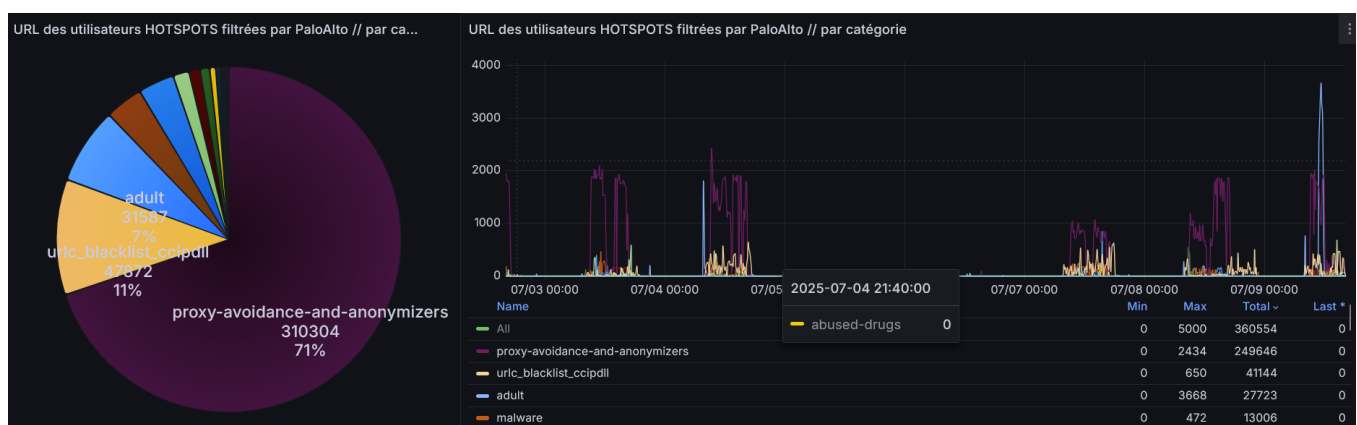 URL des utilisateurs HOTSPOTS filtrées par PaloAlto // par ca...
adult
31587
7%
urlc_blacklist_ccipdll
47872
11%
proxy-avoidance-and-anonymizers
310304
71%
URL des utilisateurs HOTSPOTS filtrées par PaloAlto // par catégorie
4000
3000
2000
1000
0
07/03 00:00 07/04 00:00 07/05 07/07 00:00 07/08 00:00 07/09 00:00
2025-07-04 21:40:00
abused-drugs 0
Name Min Max Total Last *
All 0 5000 360554 0
proxy-avoidance-and-anonymizers 0 2434 249646 0
urlc_blacklist_ccipdll 0 650 41144 0
adult 0 3668 27723 0
malware 0 472 13006 0